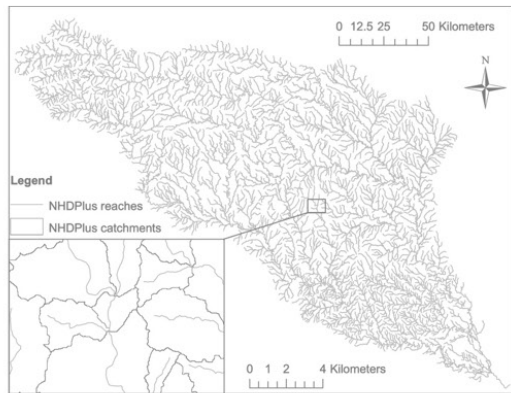 0 12.5 25 50 Kilometers
N
Legend
NHDPlus reaches
NHDPlus catchments
0 1 2 4 Kilometers